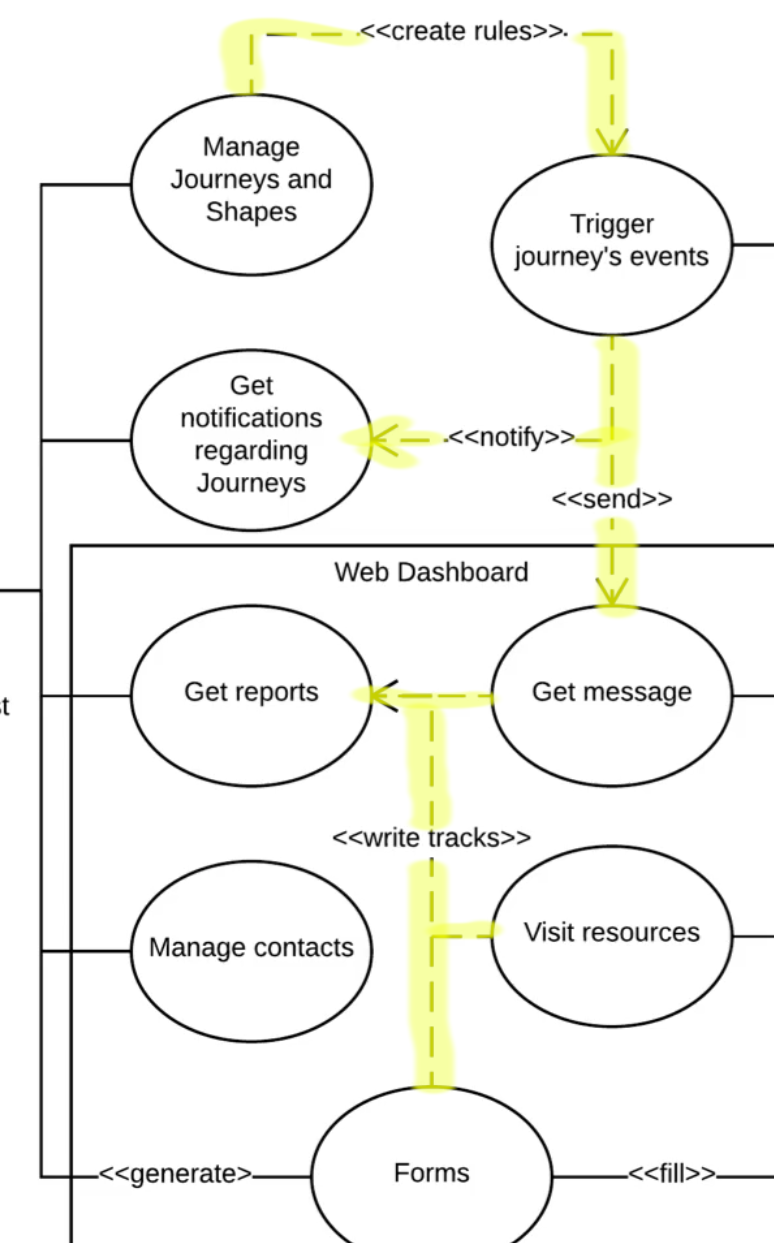 <<create rules>>
Manage
Journeys and
Shapes
Trigger
journey's events
Get
notifications
regarding
Journeys
<<notify>>
<<send>>
Web Dashboard
Get reports
Get message
st
<<write tracks>>
Manage contacts
Visit resources
<<generate>
Forms
<<fill>>